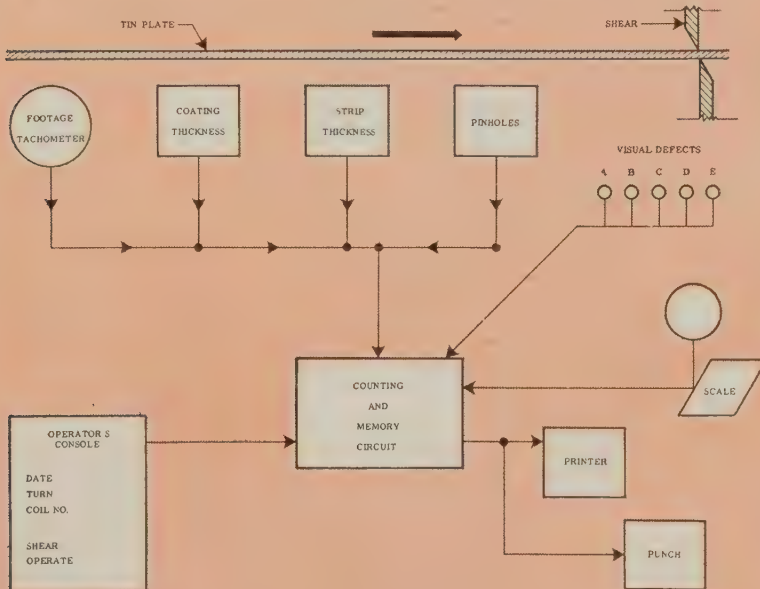 TIN PLATE
SHEAR
FOOTAGE
TACHOMETER
COATING
THICKNESS
STRIP
THICKNESS
PINHOLES
VISUAL DEFECTS
A B C D E
COUNTING
AND
MEMORY
CIRCUIT
SCALE
OPERATOR S
CONSOLE
DATE
TURN
COIL NO.
SHEAR
OPERATE
PRINTER
PUNCH